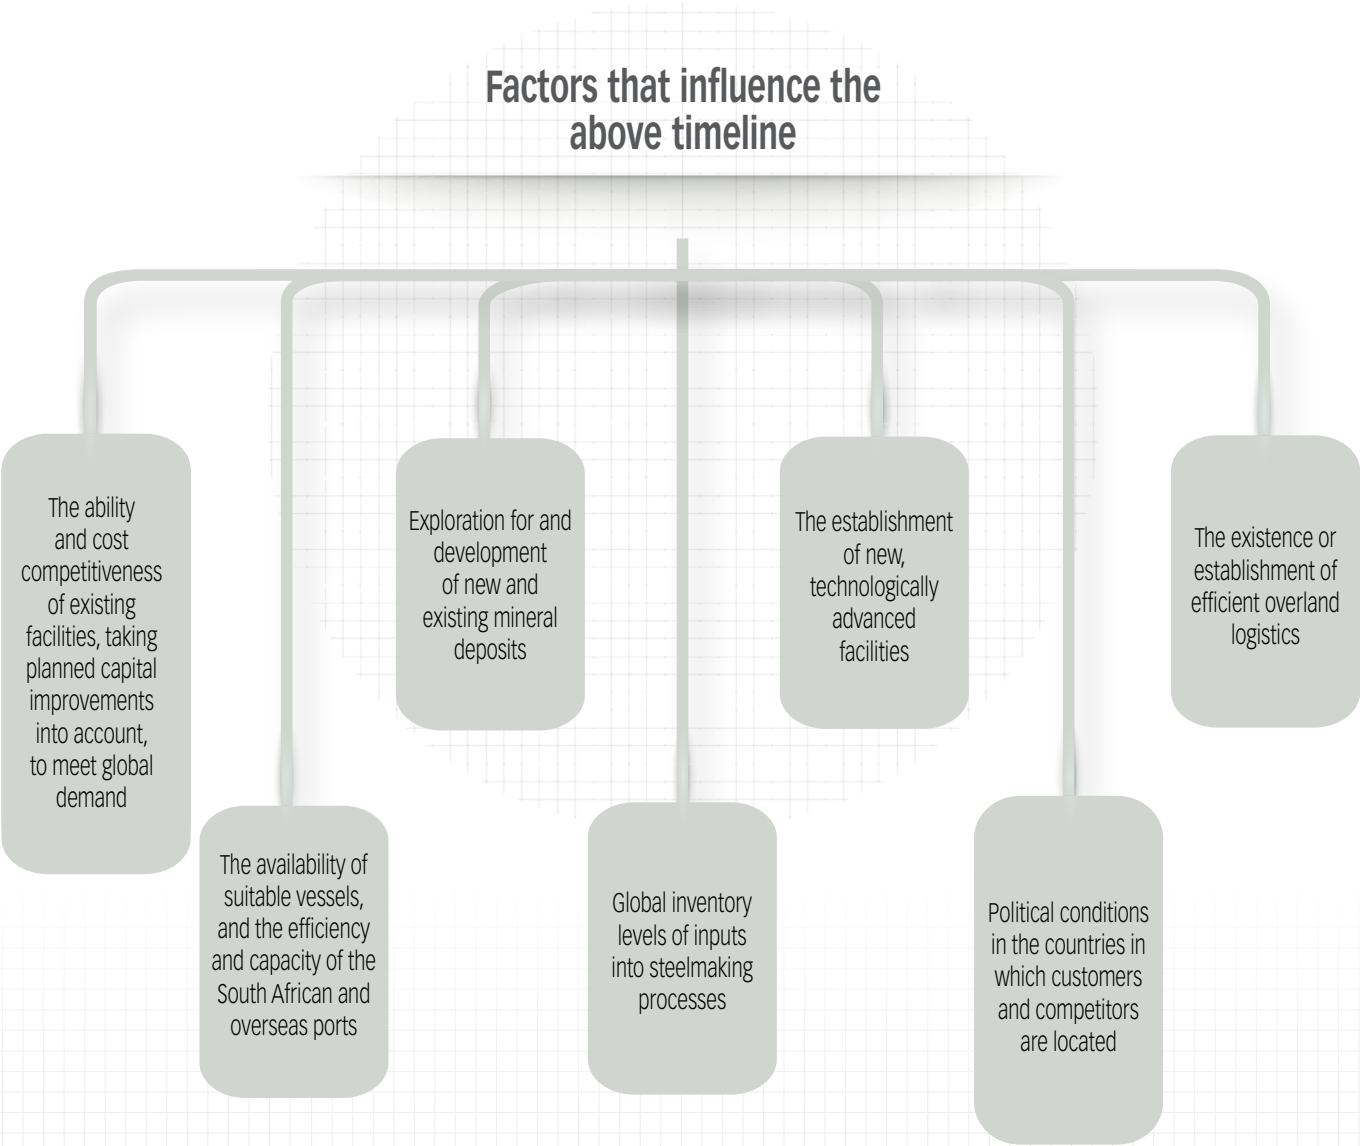 Factors that influence the
above timeline
The ability
and cost
competitiveness
of existing
facilities, taking
planned capital
improvements
into account,
to meet global
demand
The availability of
suitable vessels,
and the efficiency
and capacity of the
South African and
overseas ports
Exploration for and
development
of new and
existing mineral
deposits
Global inventory
levels of inputs
into steelmaking
processes
The establishment
of new,
technologically
advanced
facilities
Political conditions
in the countries in
which customers
and competitors
are located
The existence or
establishment of
efficient overland
logistics